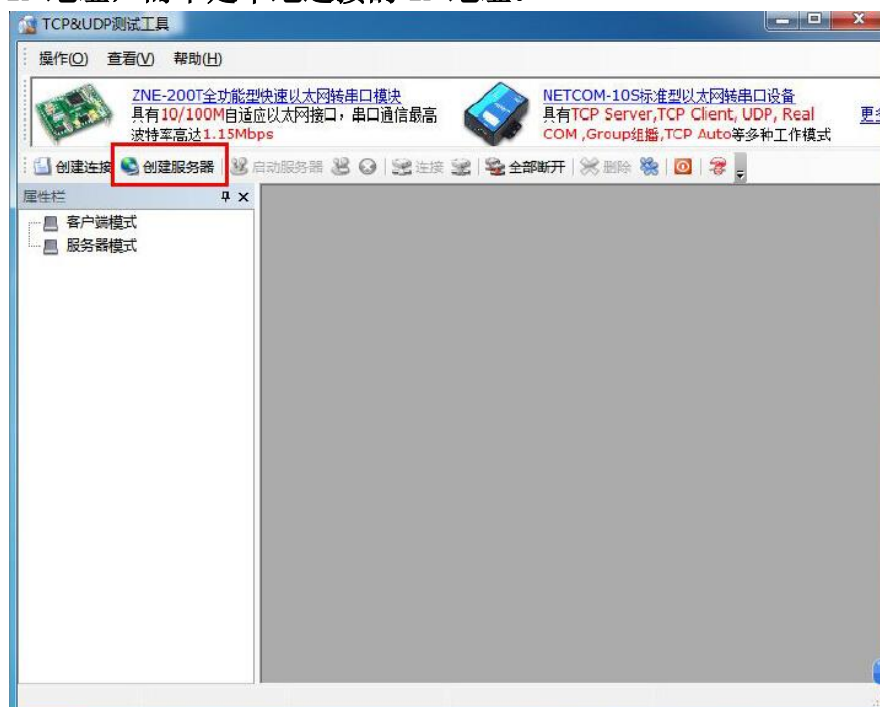 TCP&UDP测试工具
操作(O) 查看(V) 帮助(H)
ZNE-200T全功能型快速以太网转串口模块
具有10/100M自适应以太网接口，串口通信最高
波特率高达1.15Mbps
NETCOM-10S标准型以太网转串口设备
具有TCP Server,TCP Client, UDP, Real
COM ,Group组播,TCP Auto等多种工作模式
创建连接 创建服务器 启动服务器 连接 全部断开 删除
属性栏
客户端模式
服务器模式